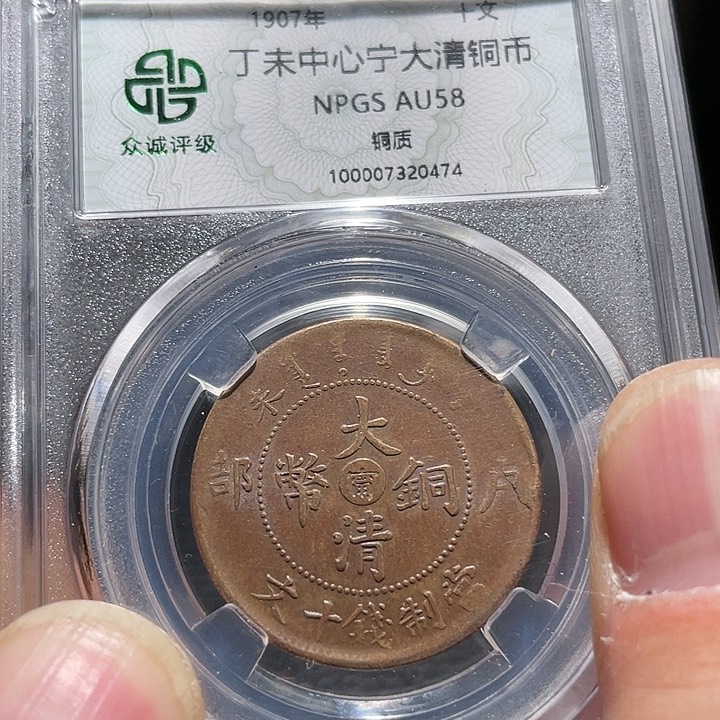 1907年 十文
丁未中心宁大清铜币
NPGS AU58
众诚评级
铜质
100007320474
未
大
部 幣 寧 銅 户
清
文十錢制當